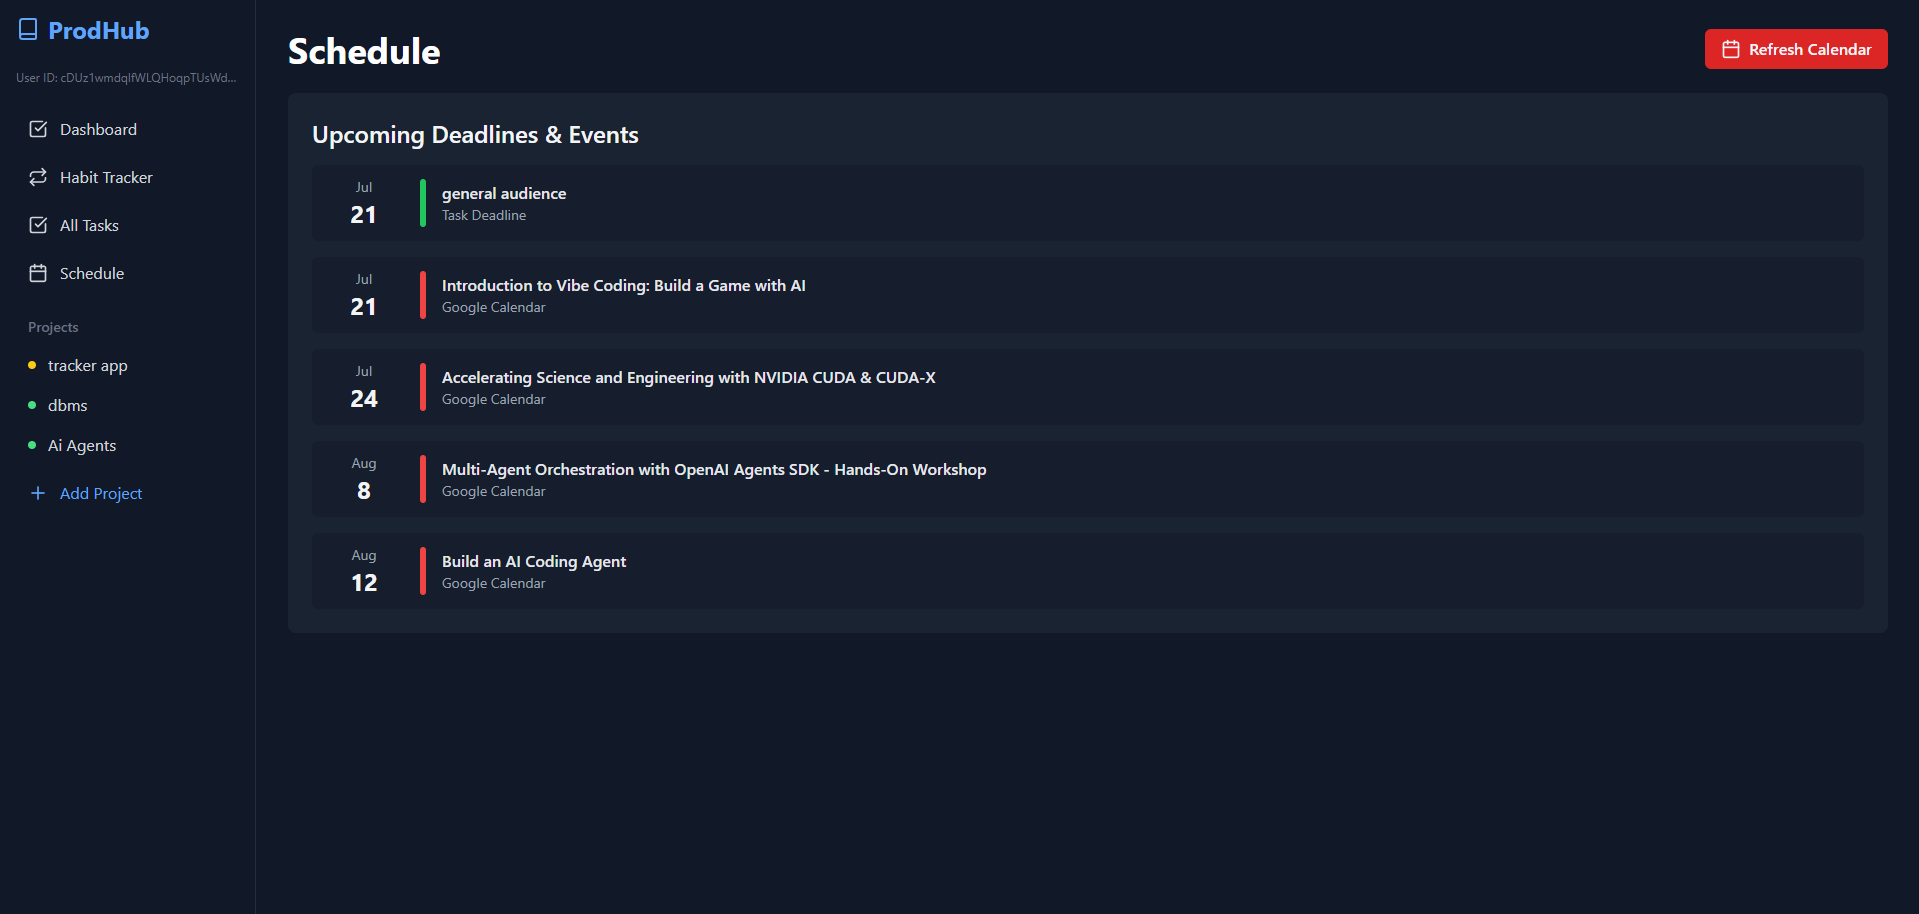 ProdHub
User ID: cDUz1wmdqlfWLQHoqpTUsWd...
Dashboard
Habit Tracker
All Tasks
Schedule
Projects
tracker app
dbms
Ai Agents
Add Project
Schedule
Refresh Calendar
Upcoming Deadlines & Events
Jul
21
general audience
Task Deadline
Jul
21
Introduction to Vibe Coding: Build a Game with AI
Google Calendar
Jul
24
Accelerating Science and Engineering with NVIDIA CUDA & CUDA-X
Google Calendar
Aug
8
Multi-Agent Orchestration with OpenAI Agents SDK - Hands-On Workshop
Google Calendar
Aug
12
Build an AI Coding Agent
Google Calendar